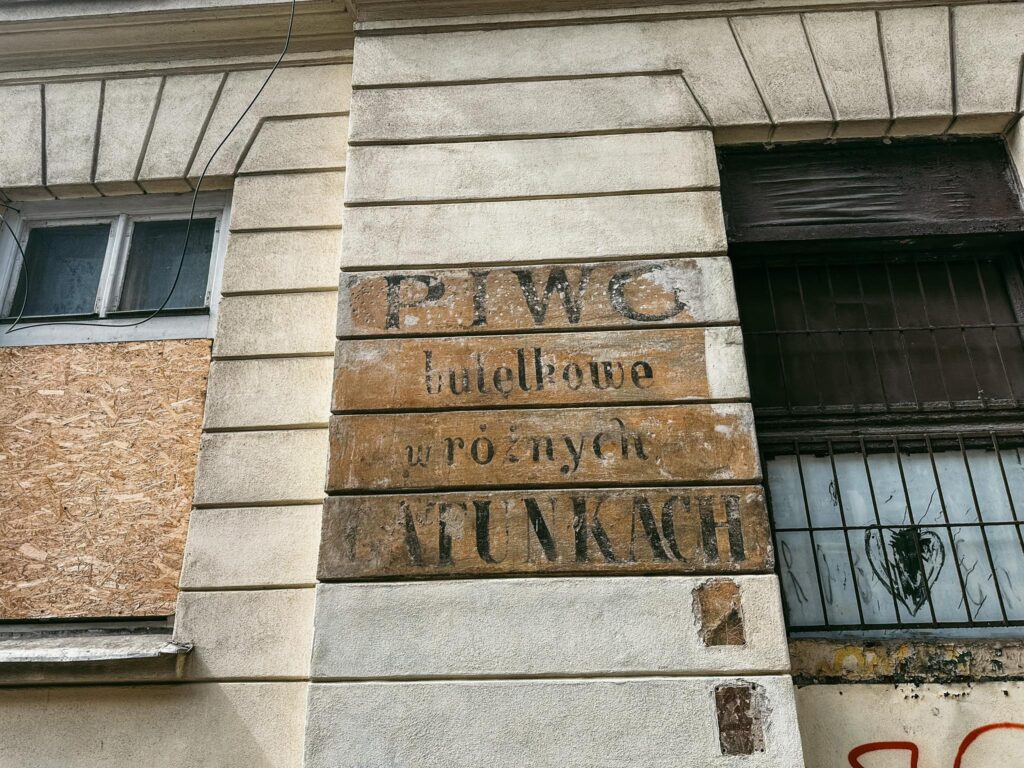 PIWO
butelkowe
w różnych
GATUNKACH